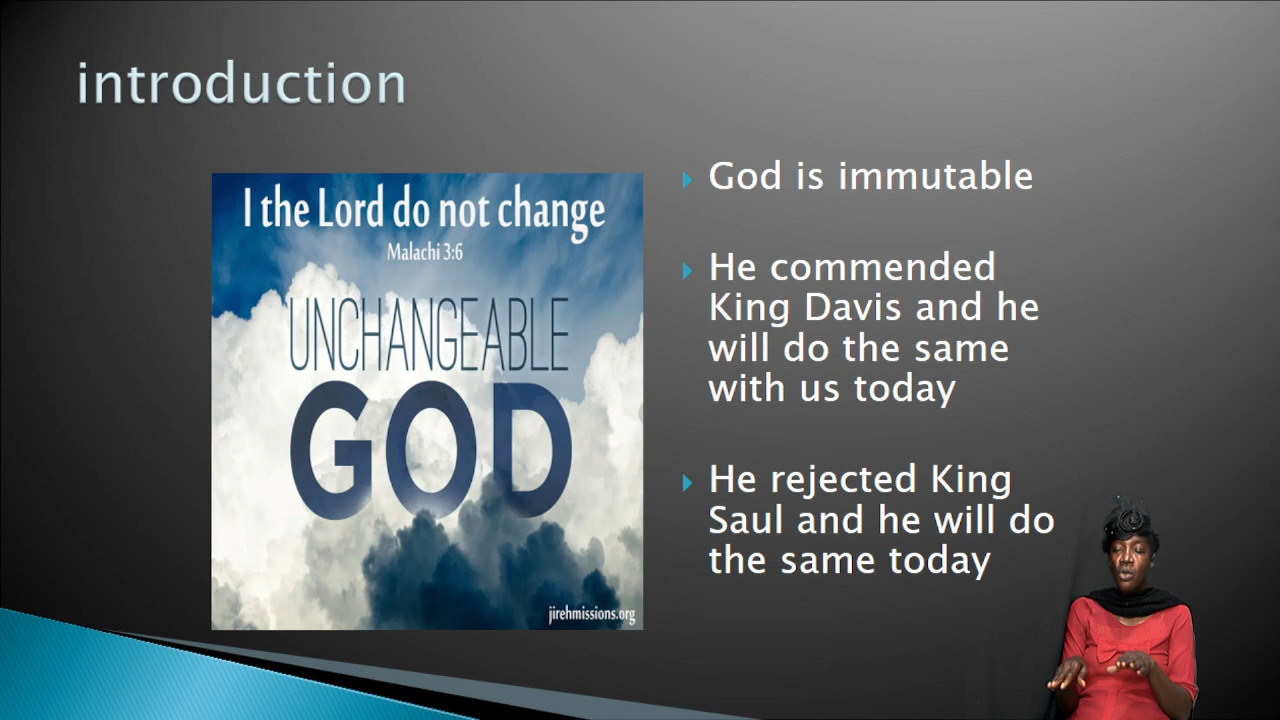 introduction
I the Lord do not change
Malachi 3:6
UNCHANGEABLE
GOD
jirehmissions.org
God is immutable
He commended
King Davis and he
will do the same
with us today
He rejected King
Saul and he will do
the same today